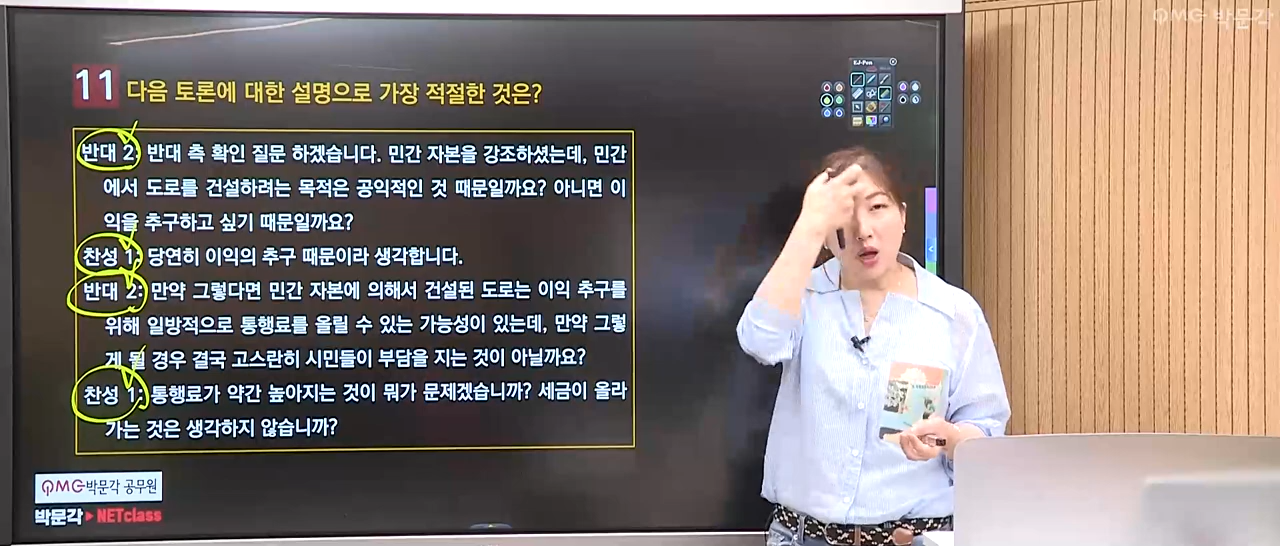 PMG 박문각
11 다음 토론에 대한 설명으로 가장 적절한 것은?
EJ-Pen
반대 2: 반대 측 확인 질문 하겠습니다. 민간 자본을 강조하셨는데, 민간
에서 도로를 건설하려는 목적은 공익적인 것 때문일까요? 아니면 이
익을 추구하고 싶기 때문일까요?
찬성 1: 당연히 이익의 추구 때문이라 생각합니다.
반대 2: 만약 그렇다면 민간 자본에 의해서 건설된 도로는 이익 추구를
위해 일방적으로 통행료를 올릴 수 있는 가능성이 있는데, 만약 그렇
게 될 경우 결국 고스란히 시민들이 부담을 지는 것이 아닐까요?
찬성 1: 통행료가 약간 높아지는 것이 뭐가 문제겠습니까? 세금이 올라
가는 것은 생각하지 않습니까?
PMG 박문각 공무원
박문각 NETclass